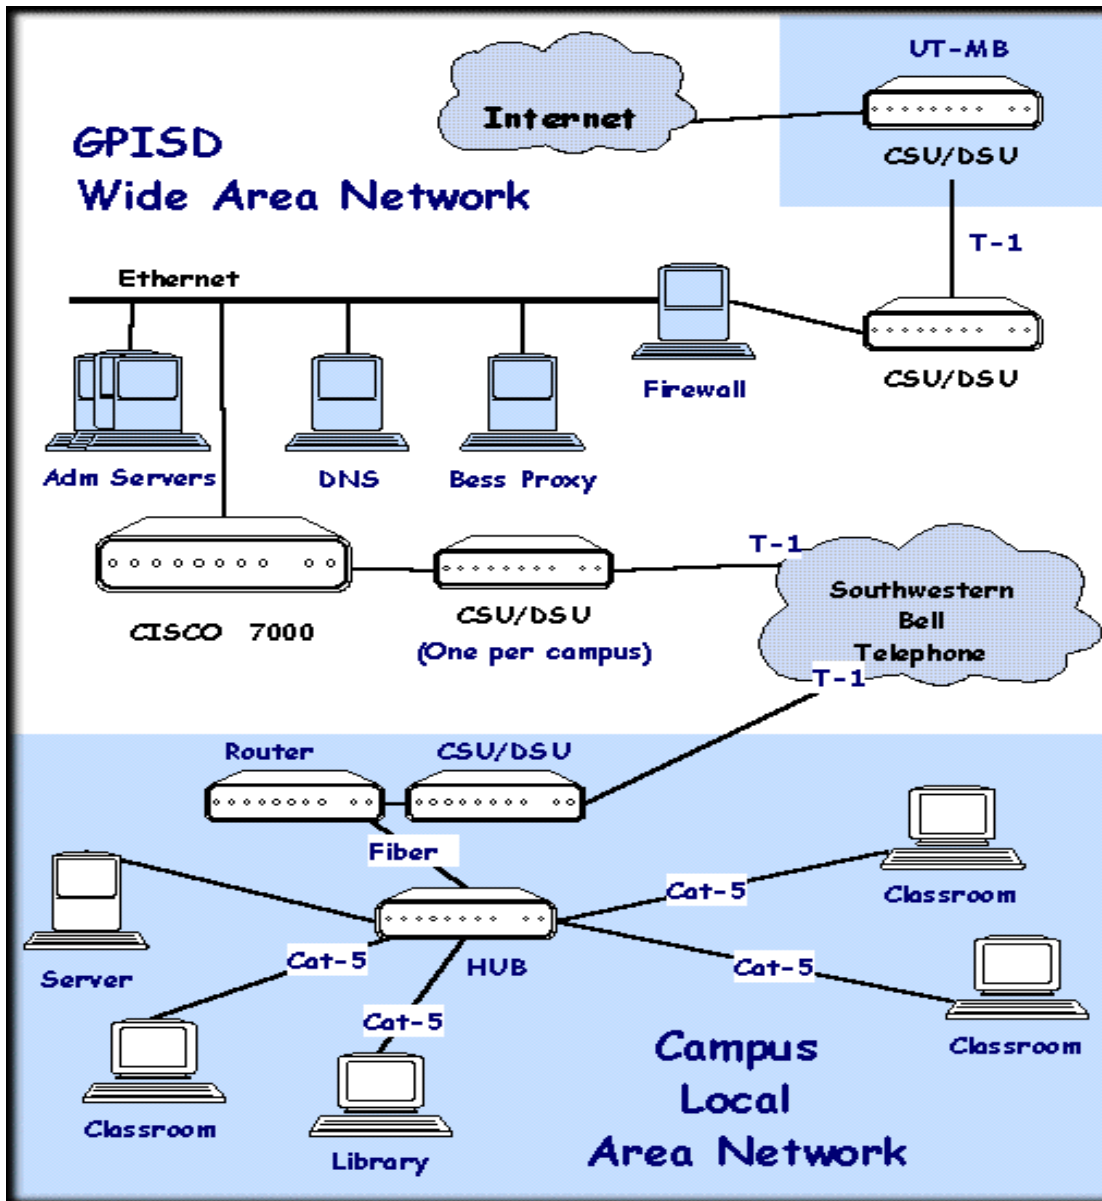 UT-MB
Internet
CSU/DSU
GPISD
Wide Area Network
T-1
Ethernet
Firewall
CSU/DSU
Adm Servers
DNS
Bess Proxy
T-1
Southwestern
Bell
Telephone
CISCO 7000
CSU/DSU
(One per campus)
T-1
Router
CSU/DSU
Fiber
Cat-5
Classroom
Server
Cat-5
HUB
Cat-5
Cat-5
Classroom
Classroom
Library
Campus
Local
Area Network